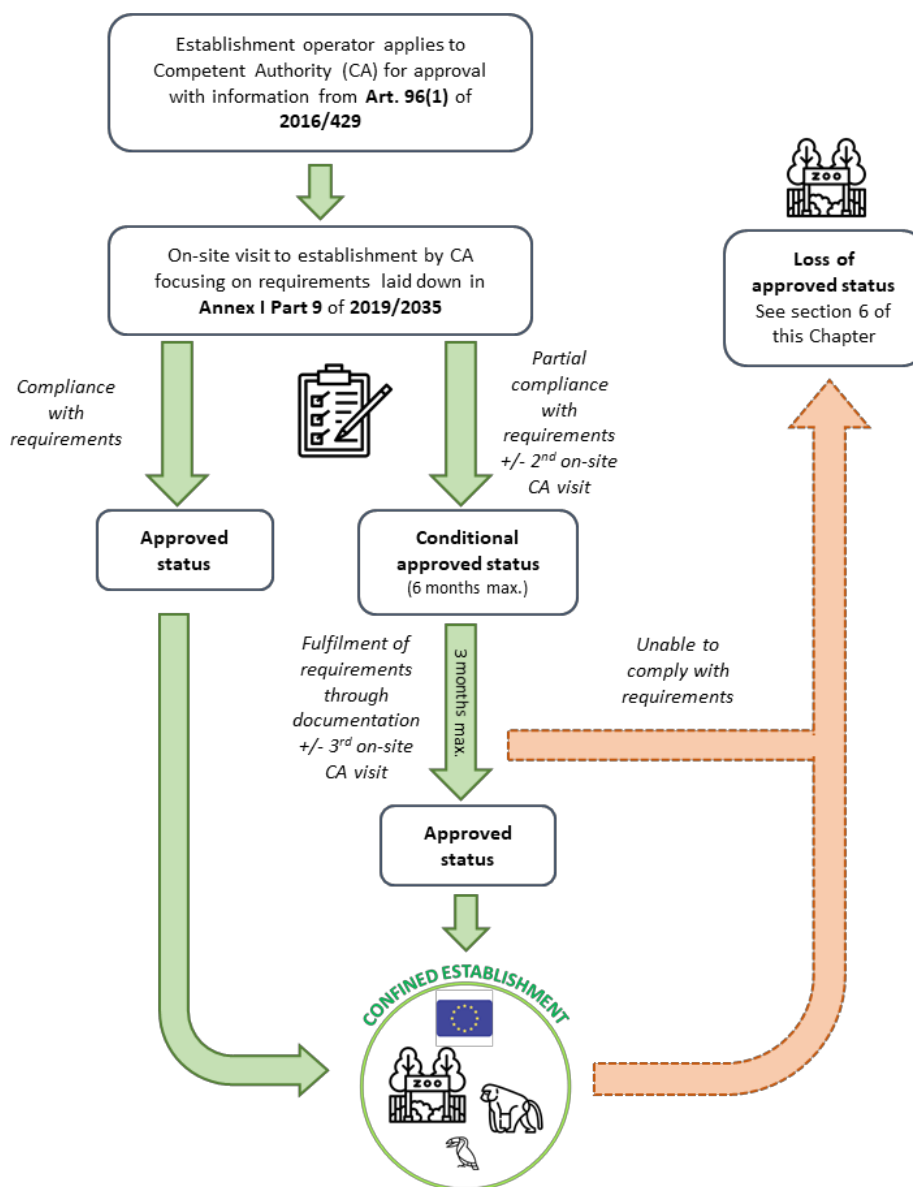 Establishment operator applies to
Competent Authority (CA) for approval
with information from Art. 96(1) of
2016/429
ZOO
On-site visit to establishment by CA
focusing on requirements laid down in
Annex I Part 9 of 2019/2035
Loss of
approved status
See section 6 of
this Chapter
Compliance
with
requirements
Partial
compliance
with
requirements
+/- 2nd on-site
CA visit
Approved
status
Conditional
approved status
(6 months max.)
Fulfilment of
requirements
through
documentation
+/- 3rd on-site
CA visit
3 months max.
Unable to
comply with
requirements
Approved
status
CONFINED ESTABLISHMENT
ZOO